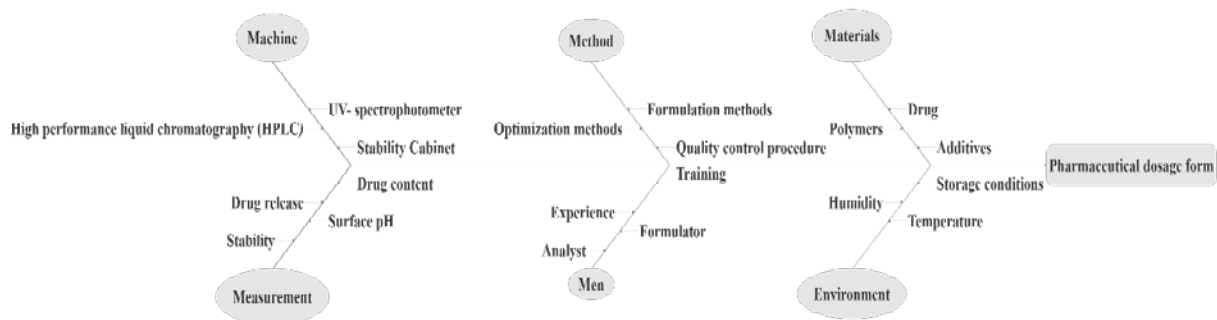 Machine
Method
Materials
UV- spectrophotometer
High performance liquid chromatography (HPLC)
Stability Cabinet
Formulation methods
Optimization methods
Quality control procedure
Drug
Polymers
Additives
Pharmaceutical dosage form
Drug content
Drug release
Surface pH
Stability
Training
Experience
Formulator
Analyst
Storage conditions
Humidity
Temperature
Measurement
Men
Environment